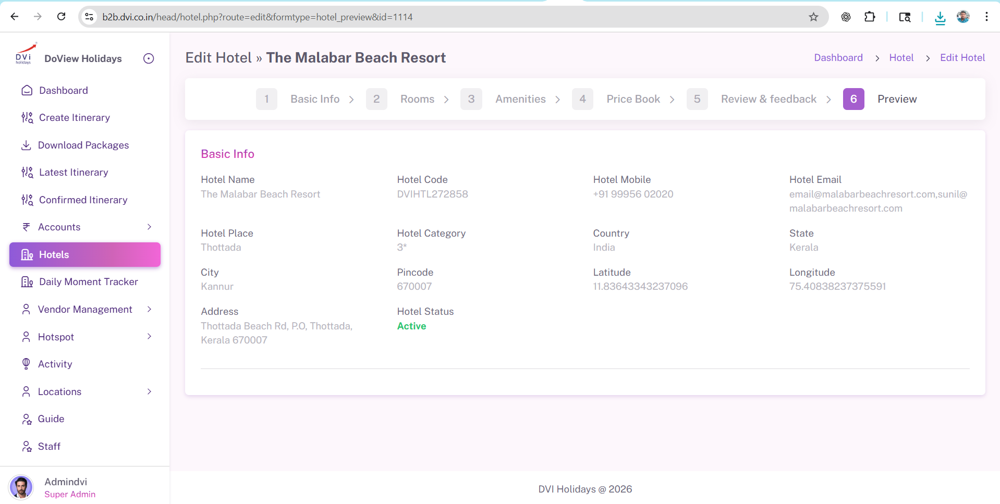 b2b.dvi.co.in/head/hotel.php?route=edit&formtype=hotel_preview&id=1114
DVi
holidays
DoView Holidays
Dashboard
Create Itinerary
Download Packages
Latest Itinerary
Confirmed Itinerary
Accounts
Hotels
Daily Moment Tracker
Vendor Management
Hotspot
Activity
Locations
Guide
Staff
Admindvi
Super Admin
Edit Hotel » The Malabar Beach Resort
Dashboard > Hotel > Edit Hotel
1 Basic Info > 2 Rooms > 3 Amenities > 4 Price Book > 5 Review & feedback > 6 Preview
Basic Info
Hotel Name
The Malabar Beach Resort
Hotel Code
DVIHTL272858
Hotel Mobile
+91 99956 02020
Hotel Email
email@malabarbeachresort.com,sunil@
malabarbeachresort.com
Hotel Place
Thottada
Hotel Category
3*
Country
India
State
Kerala
City
Kannur
Pincode
670007
Latitude
11.83643343237096
Longitude
75.40838237375591
Address
Thottada Beach Rd, P.O, Thottada,
Kerala 670007
Hotel Status
Active
DVI Holidays @ 2026